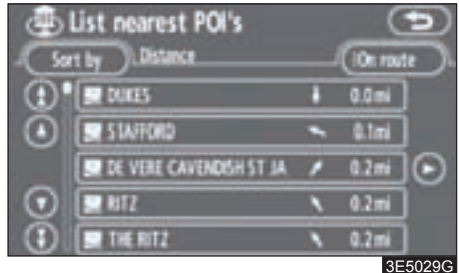 List nearest POI's
Sort by Distance On route
DUKES 0.0mi
STAFFORD 0.1mi
DE VERE CAVENDISH ST JA 0.2mi
RITZ 0.2mi
THE RITZ 0.2mi
3E5029G